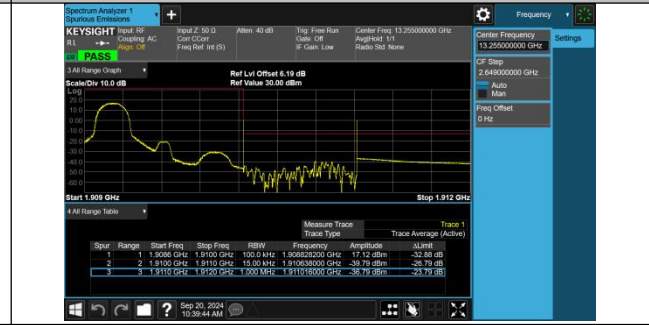 Spectrum Analyzer 1
Spurious Emissions
Frequency
KEYSIGHT Input: RF Input Z: 50 Ω Atten: 40 dB Trig: Free Run Center Freq: 13.255000000 GHz
RL Coupling: AC Corr CCorr Gate: Off Avg|Hold: 1/1
Align: Off Freq Ref: Int (S) IF Gain: Low Radio Std: None
PASS
Center Frequency
13.255000000 GHz
Settings
CF Step
2.649000000 GHz
Auto
Man
Freq Offset
0 Hz
3 All Range Graph
Ref Lvl Offset 6.19 dB
Scale/Div 10.0 dB Ref Value 30.00 dBm
Log
20.0
10.0
0.00
-10.0
-20.0
-30.0
-40.0
-50.0
-60.0
Start 1.909 GHz Stop 1.912 GHz
4 All Range Table
Measure Trace Trace 1
Trace Type Trace Average (Active)
Spur Range Start Freq Stop Freq RBW Frequency Amplitude ΔLimit
1 1 1.9086 GHz 1.9100 GHz 100.0 kHz 1.908828200 GHz 17.12 dBm -32.88 dB
2 2 1.9100 GHz 1.9110 GHz 15.00 kHz 1.910638000 GHz -39.79 dBm -26.79 dB
3 3 1.9110 GHz 1.9120 GHz 1.000 MHz 1.911016000 GHz -36.79 dBm -23.79 dB
Sep 20, 2024
10:39:44 AM